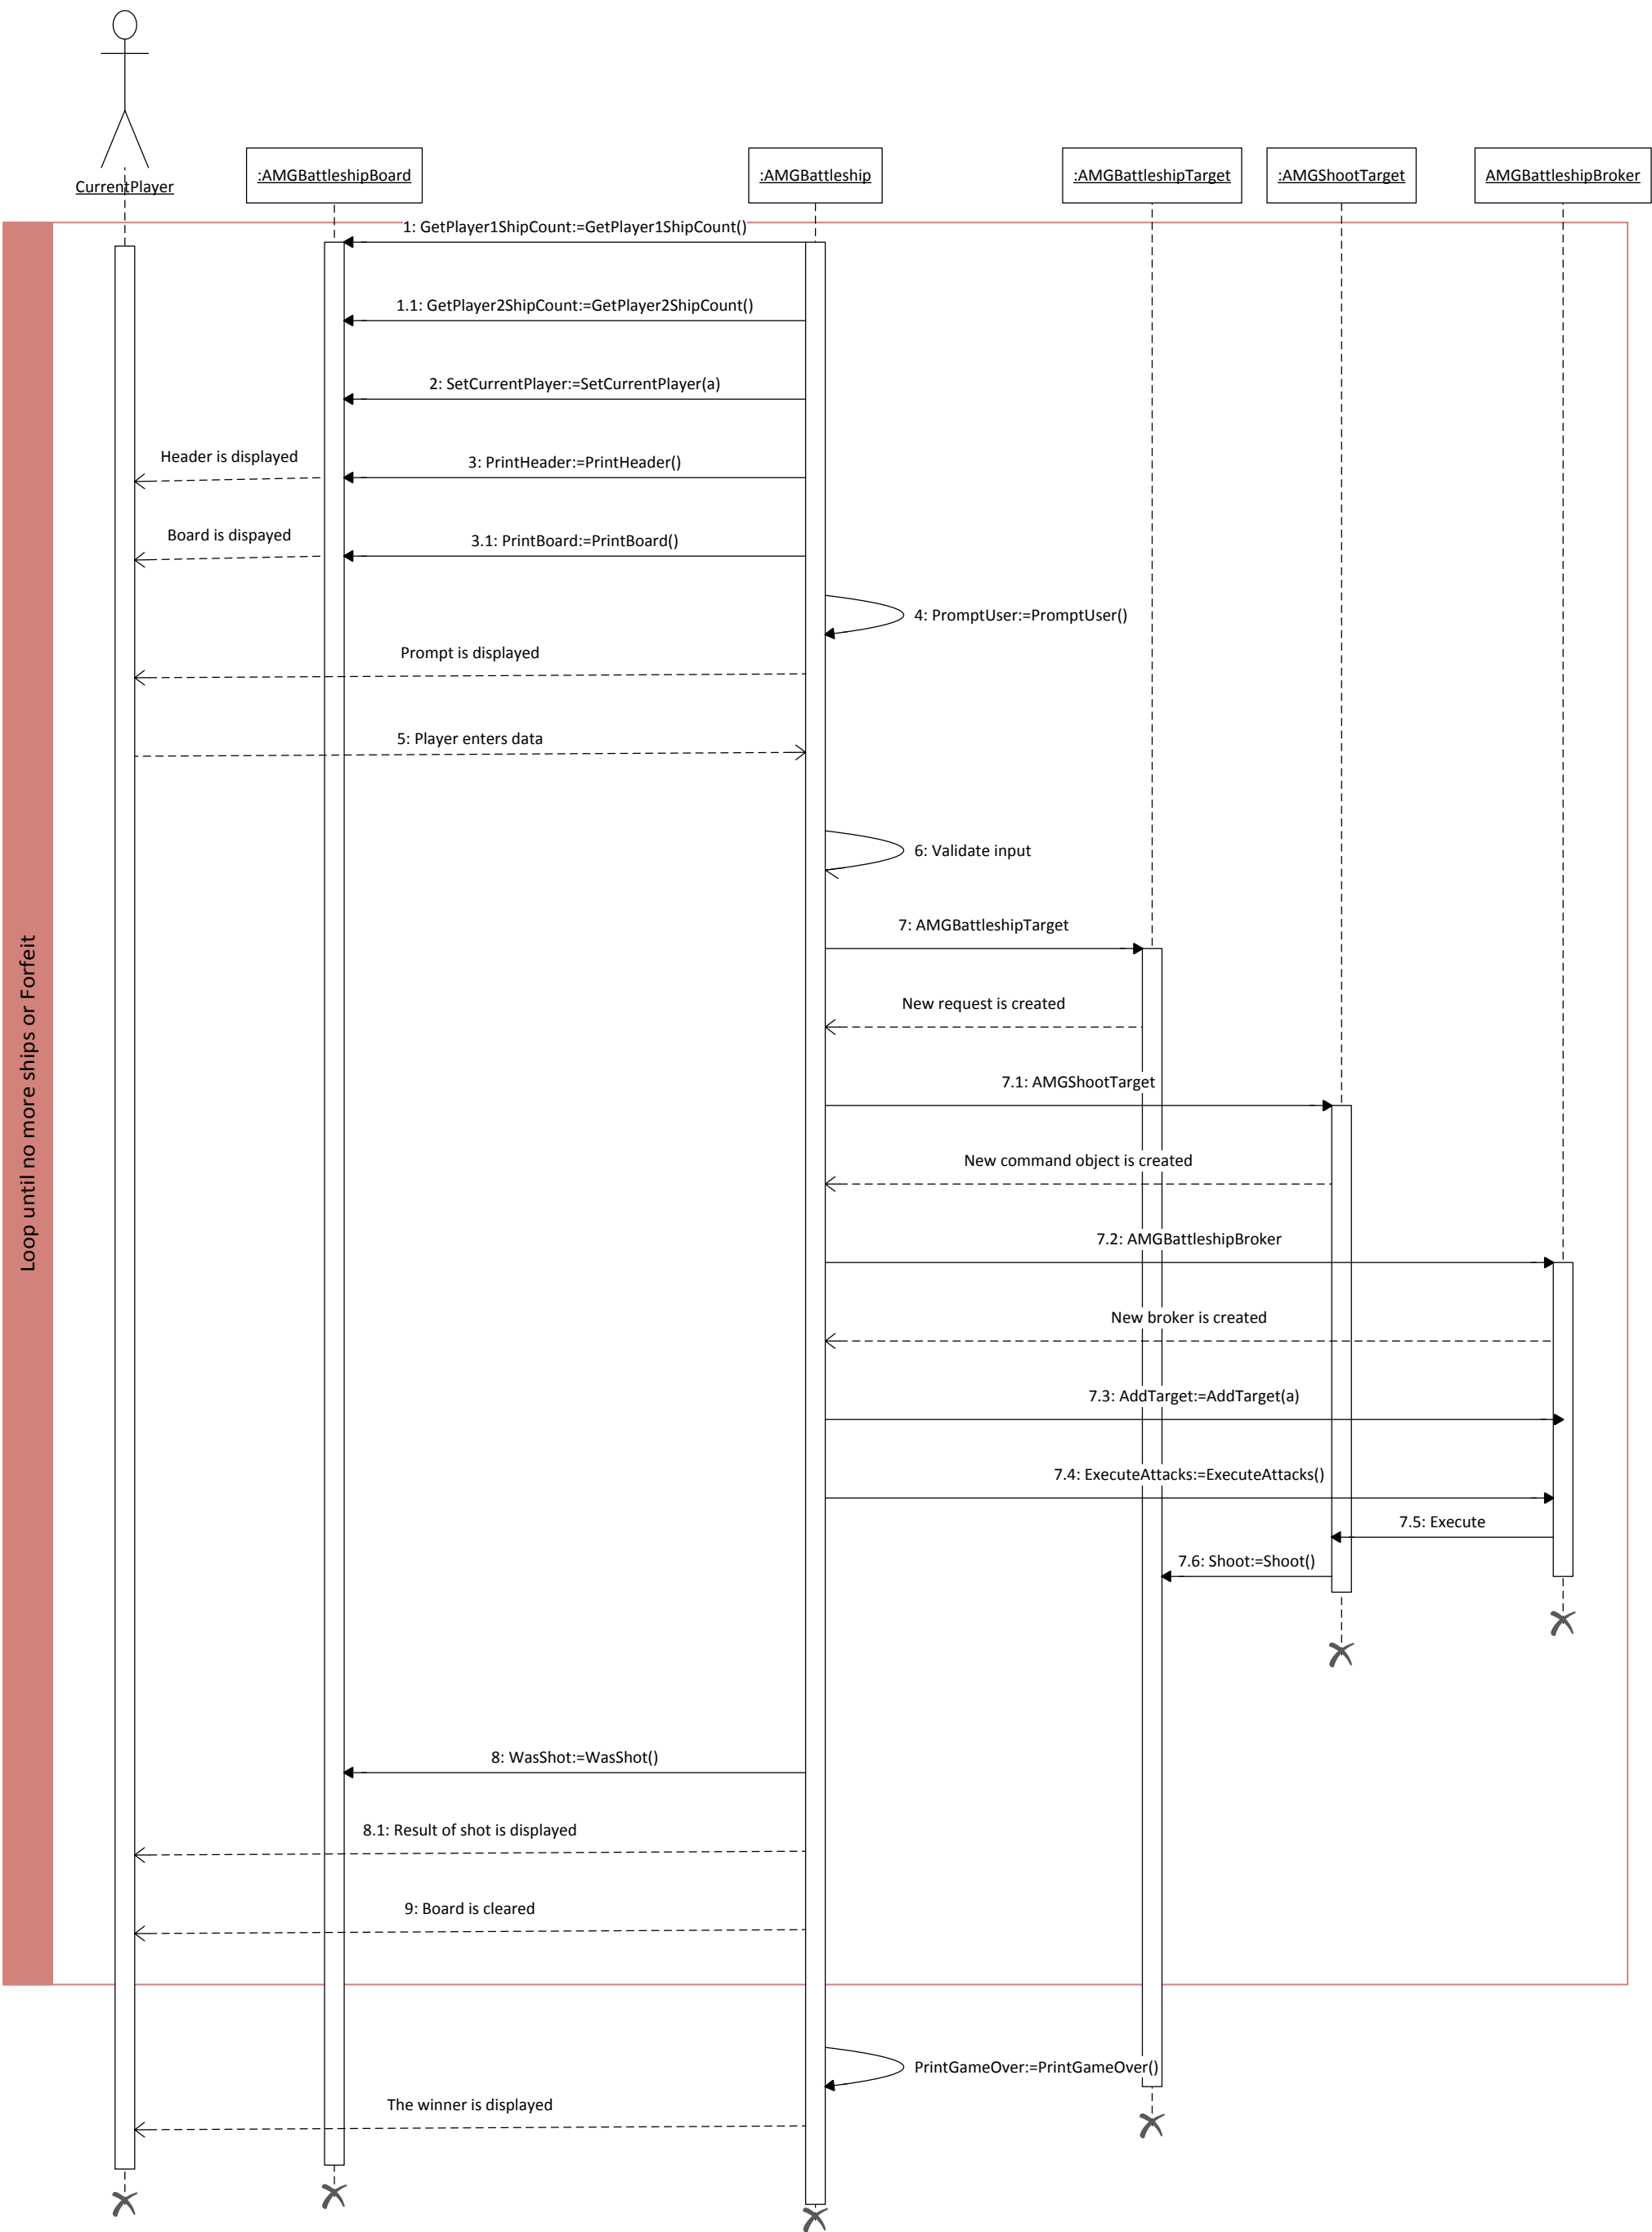 CurrentPlayer
:AMGBattleshipBoard
:AMGBattleship
:AMGBattleshipTarget
:AMGShootTarget
AMGBattleshipBroker
Loop until no more ships or Forfeit
1: GetPlayer1ShipCount:=GetPlayer1ShipCount()
1.1: GetPlayer2ShipCount:=GetPlayer2ShipCount()
2: SetCurrentPlayer:=SetCurrentPlayer(a)
Header is displayed
3: PrintHeader:=PrintHeader()
Board is dispayed
3.1: PrintBoard:=PrintBoard()
4: PromptUser:=PromptUser()
Prompt is displayed
5: Player enters data
6: Validate input
7: AMGBattleshipTarget
New request is created
7.1: AMGShootTarget
New command object is created
7.2: AMGBattleshipBroker
New broker is created
7.3: AddTarget:=AddTarget(a)
7.4: ExecuteAttacks:=ExecuteAttacks()
7.5: Execute
7.6: Shoot:=Shoot()
8: WasShot:=WasShot()
8.1: Result of shot is displayed
9: Board is cleared
PrintGameOver:=PrintGameOver()
The winner is displayed